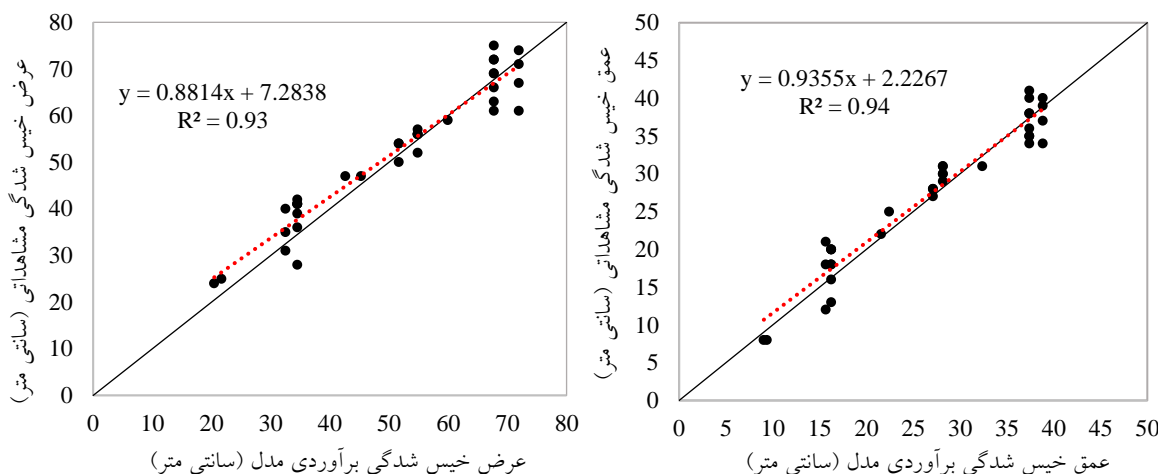 عرض خیس شدگی مشاهداتی (سانتی متر)
80
70
60
50
40
30
20
10
0
y = 0.8814x + 7.2838
R² = 0.93
0 10 20 30 40 50 60 70 80
عرض خیس شدگی برآوردی مدل (سانتی متر)
عمق خیس شدگی مشاهداتی (سانتی متر)
50
45
40
35
30
25
20
15
10
5
0
y = 0.9355x + 2.2267
R² = 0.94
0 5 10 15 20 25 30 35 40 45 50
عمق خیس شدگی برآوردی مدل (سانتی متر)